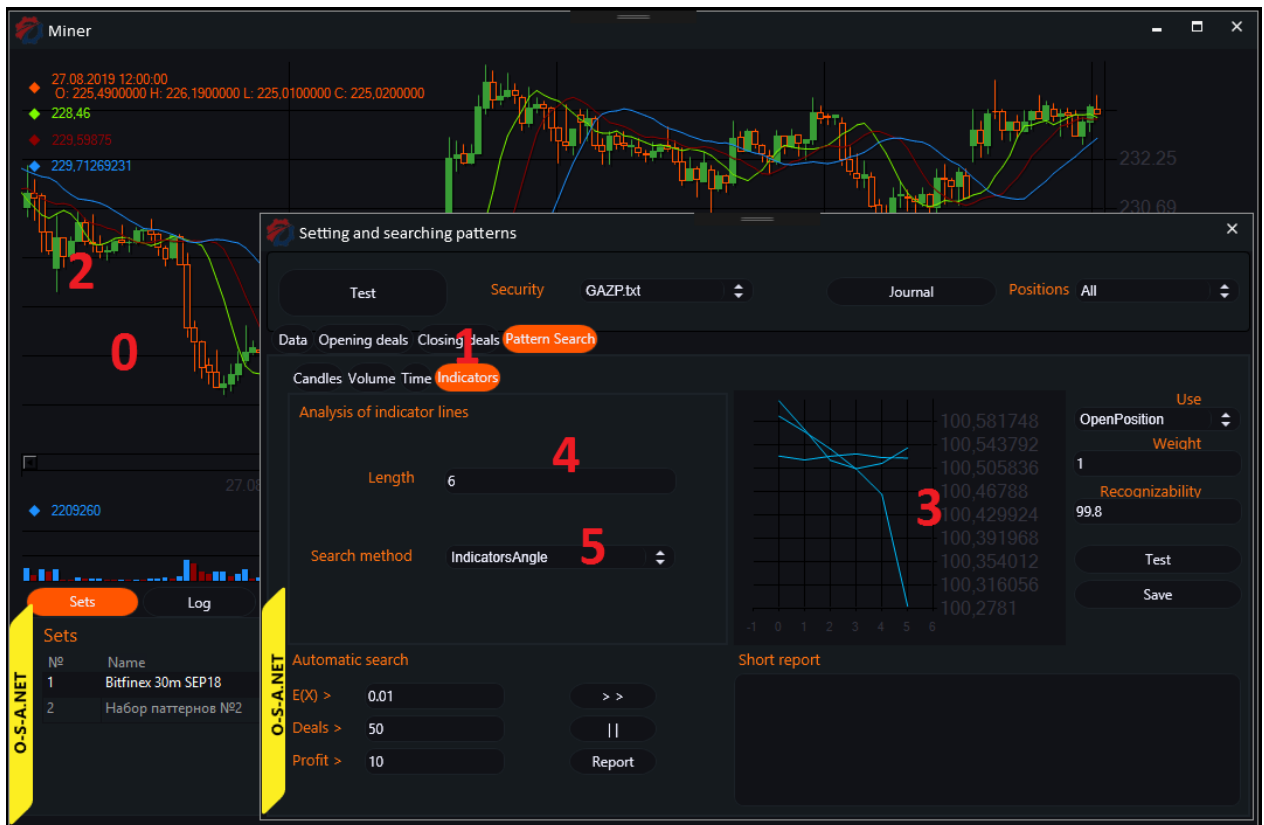 Miner
27.08.2019 12:00:00
O: 225,4900000 H: 226,1900000 L: 225,0100000 C: 225,0200000
228,46
229,59875
229,71269231
232.25
230.69
2
0
27.08
2209260
Sets Log
Sets
№ Name
1 Bitfinex 30m SEP18
2 Набор паттернов №2
O-S-A.NET
Setting and searching patterns
Test Security GAZP.txt Journal Positions All
Data Opening deals Closing deals Pattern Search
1
Candles Volume Time Indicators
Analysis of indicator lines
4
Length 6
Search method IndicatorsAngle
5
3
100,581748
100,543792
100,505836
100,46788
100,429924
100,391968
100,354012
100,316056
100,2781
-1 0 1 2 3 4 5 6
Use
OpenPosition
Weight
1
Recognizability
99.8
Test
Save
Automatic search
E(X) > 0.01 > >
Deals > 50 ||
Profit > 10 Report
Short report
O-S-A.NET